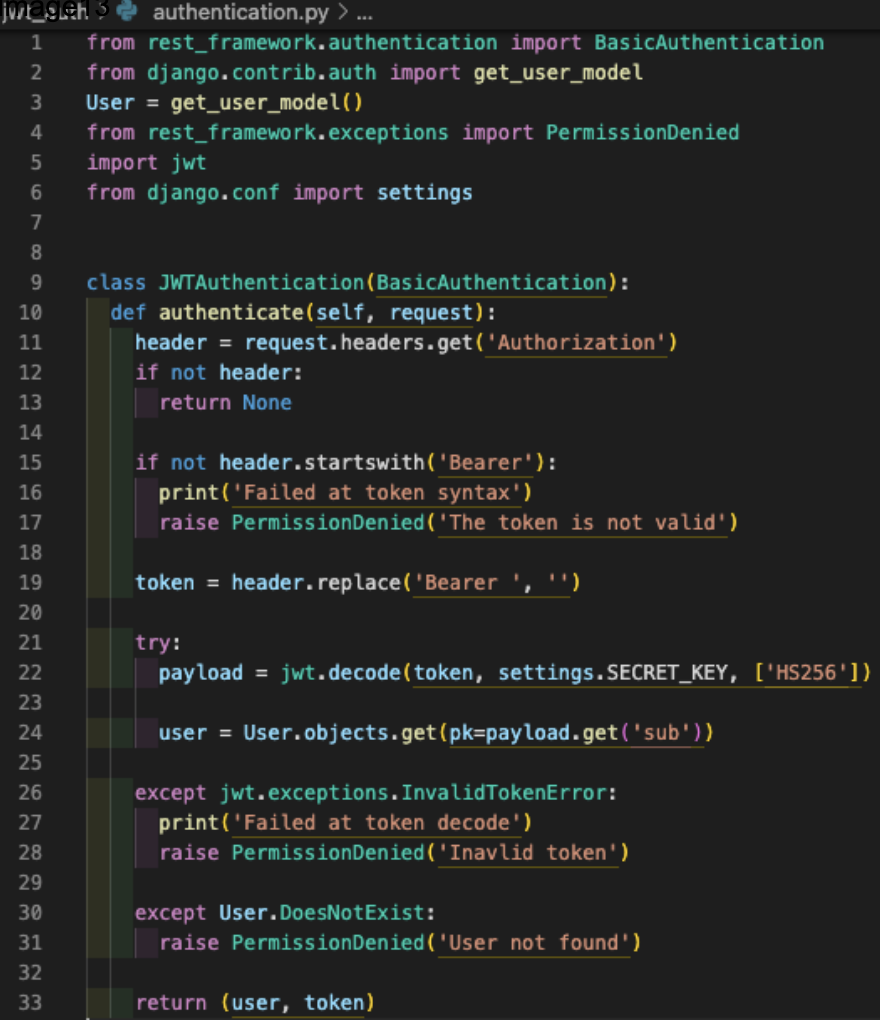 image13
jwt_auth > authentication.py > ...
1 from rest_framework.authentication import BasicAuthentication
2 from django.contrib.auth import get_user_model
3 User = get_user_model()
4 from rest_framework.exceptions import PermissionDenied
5 import jwt
6 from django.conf import settings
7
8
9 class JWTAuthentication(BasicAuthentication):
10   def authenticate(self, request):
11     header = request.headers.get('Authorization')
12     if not header:
13       return None
14
15     if not header.startswith('Bearer'):
16       print('Failed at token syntax')
17       raise PermissionDenied('The token is not valid')
18
19     token = header.replace('Bearer ', '')
20
21     try:
22       payload = jwt.decode(token, settings.SECRET_KEY, ['HS256'])
23
24       user = User.objects.get(pk=payload.get('sub'))
25
26     except jwt.exceptions.InvalidTokenError:
27       print('Failed at token decode')
28       raise PermissionDenied('Inavlid token')
29
30     except User.DoesNotExist:
31       raise PermissionDenied('User not found')
32
33     return (user, token)